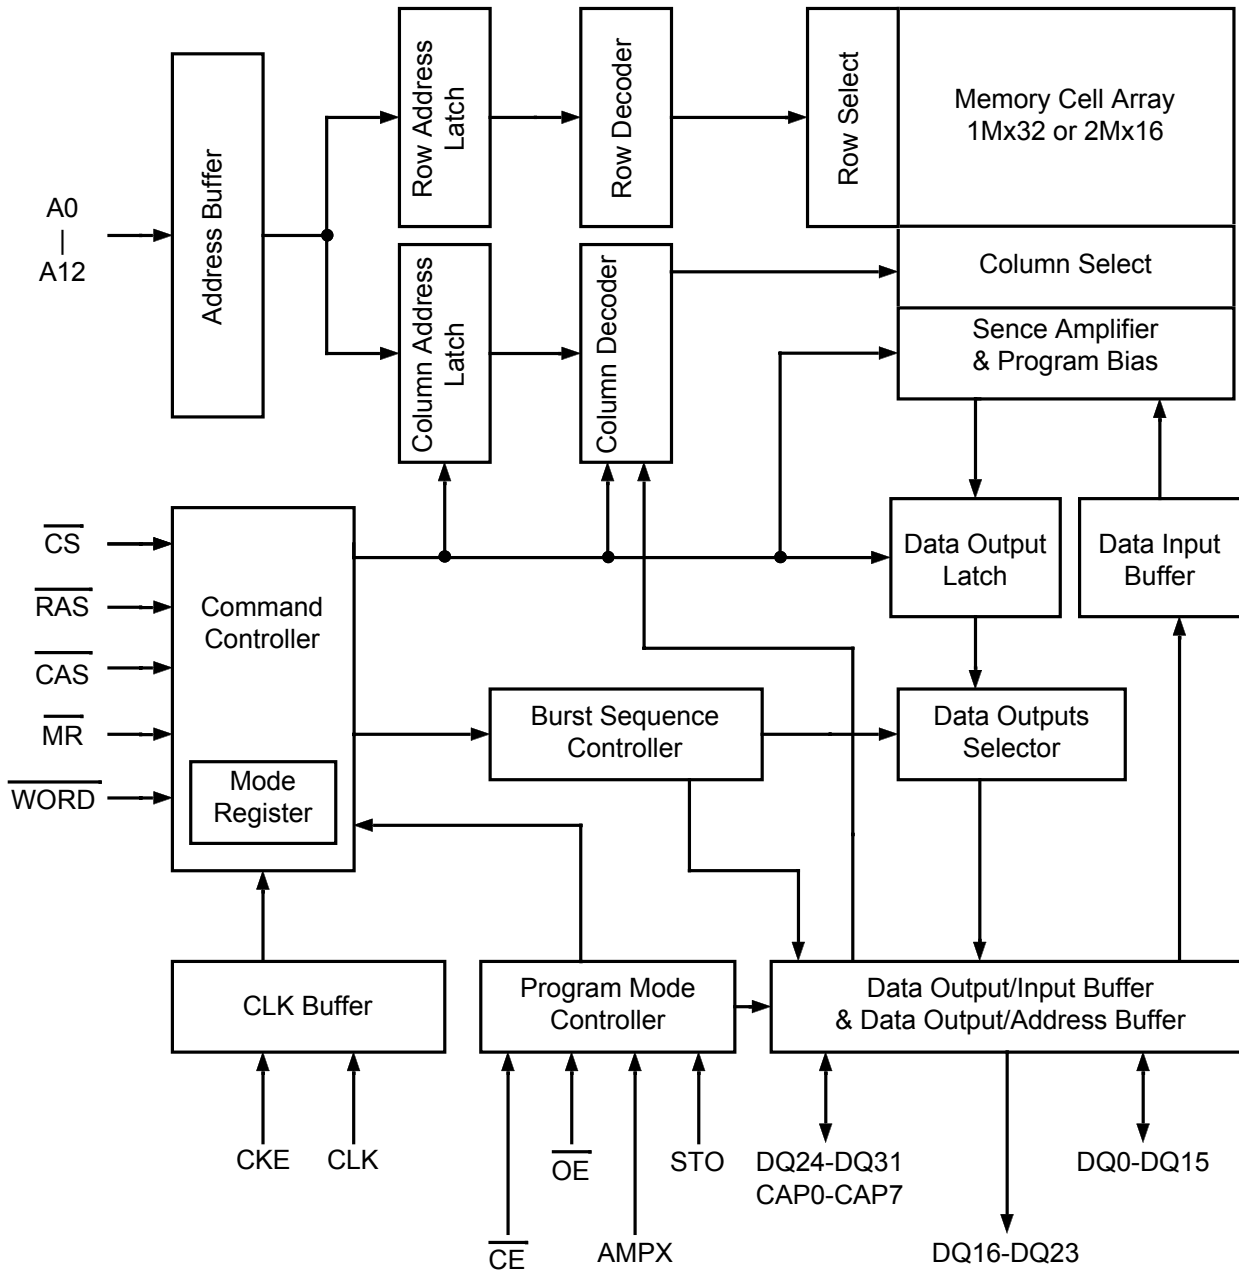 Row Address
Latch
Row Decoder
Row Select
Memory Cell Array
1Mx32 or 2Mx16
A0
|
A12
Address Buffer
Column Address
Latch
Column Decoder
Column Select
Sence Amplifier
& Program Bias
CS
RAS
CAS
MR
WORD
Command
Controller
Mode
Register
Data Output
Latch
Data Input
Buffer
Burst Sequence
Controller
Data Outputs
Selector
CLK Buffer
Program Mode
Controller
Data Output/Input Buffer
& Data Output/Address Buffer
CKE
CLK
OE
STO
DQ24-DQ31
CAP0-CAP7
DQ0-DQ15
CE
AMPX
DQ16-DQ23